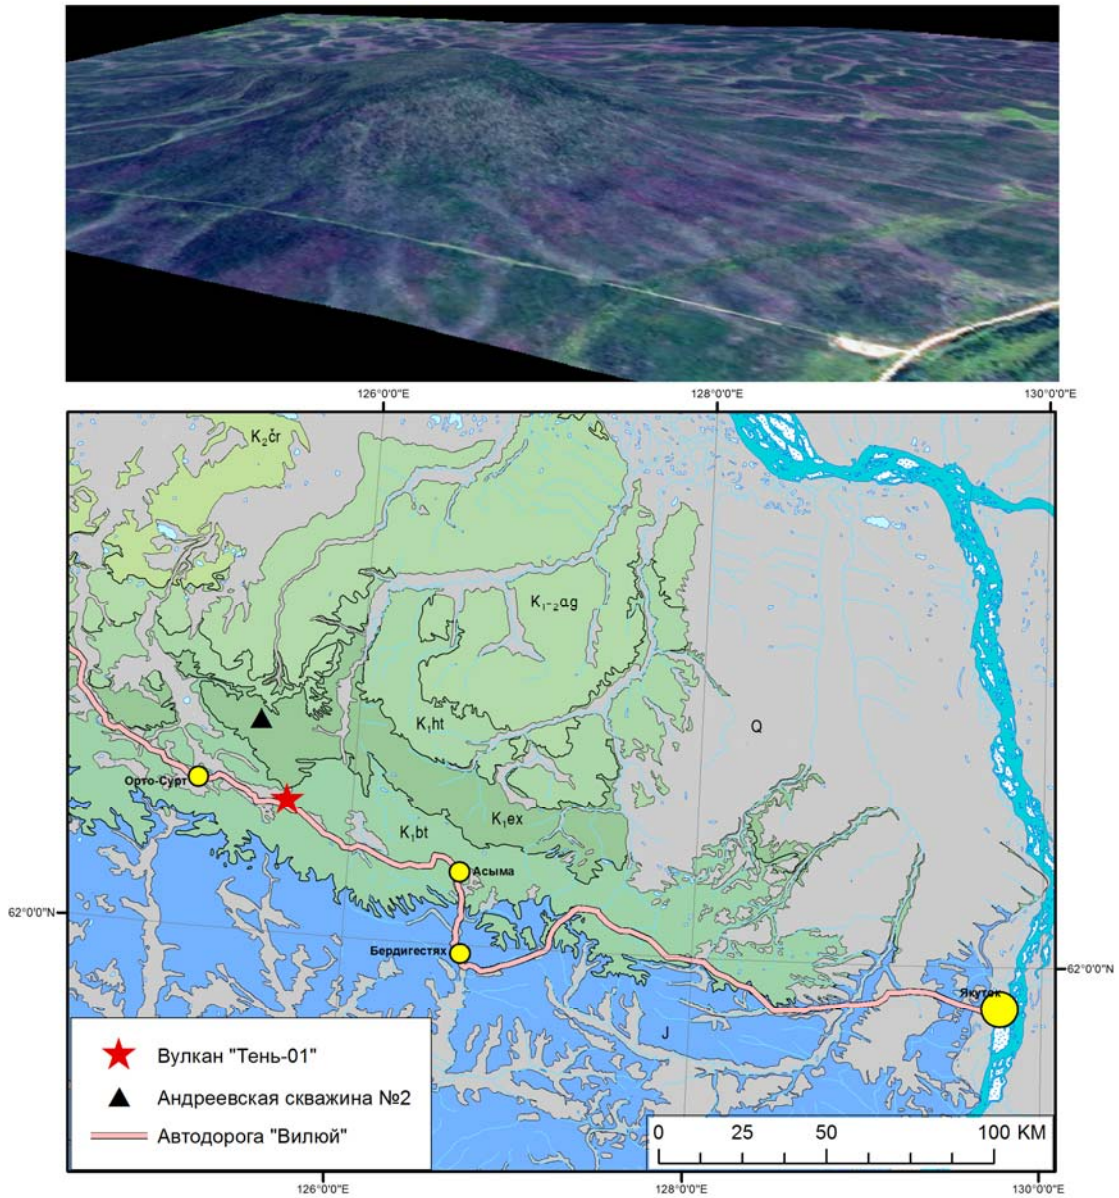 126°0'0"E 128°0'0"E 130°0'0"E
K₂čr
K₁₋₂ag
K₁ht
Q
Орто-Сурт
K₁bt
K₁ex
Асыма
62°0'0"N
Бердигестях
62°0'0"N
Якутск
J
Вулкан "Тень-01"
Андреевская скважина №2
Автодорога "Вилюй"
0 25 50 100 KM
126°0'0"E 128°0'0"E 130°0'0"E